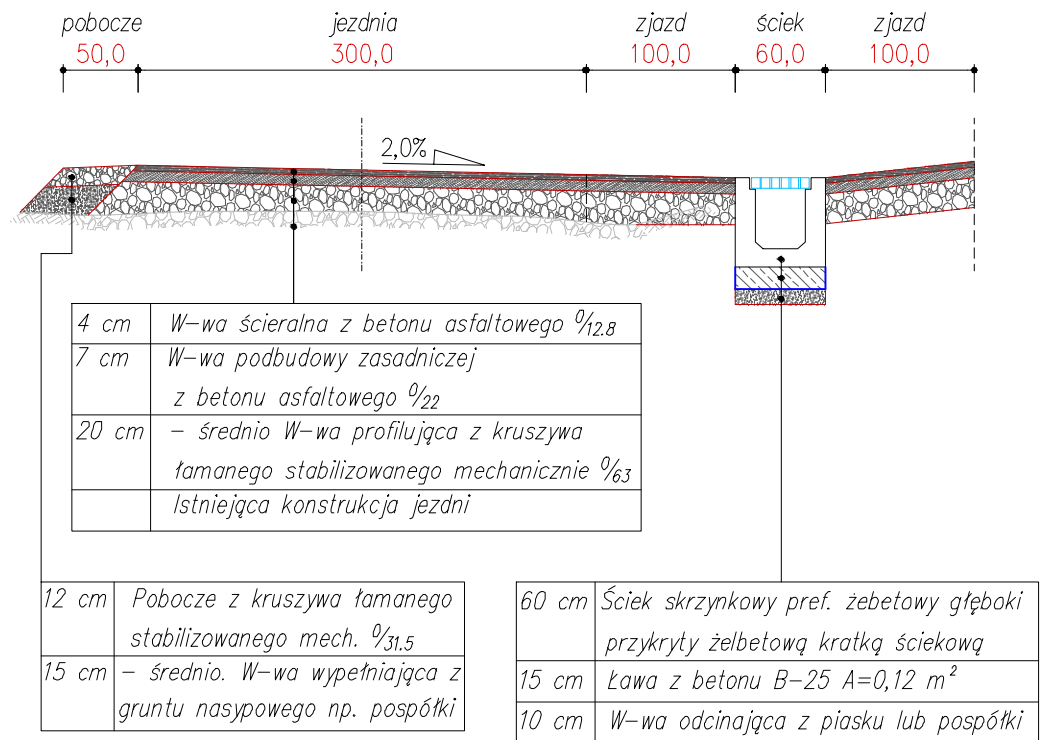 pobocze jezdnia zjazd ściek zjazd
50,0 300,0 100,0 60,0 100,0
2,0%
4 cm W-wa ścieralna z betonu asfaltowego 0/12.8
7 cm W-wa podbudowy zasadniczej
z betonu asfaltowego 0/22
20 cm - średnio W-wa profilująca z kruszywa
łamanego stabilizowanego mechanicznie 0/63
Istniejąca konstrukcja jezdni
12 cm Pobocze z kruszywa łamanego
stabilizowanego mech. 0/31.5
15 cm - średnio. W-wa wypełniająca z
gruntu nasypowego np. pospółki
60 cm Ściek skrzynkowy pref. żebetowy głęboki
przykryty żelbetową kratką ściekową
15 cm Ława z betonu B-25 A=0,12 m²
10 cm W-wa odcinająca z piasku lub pospółki